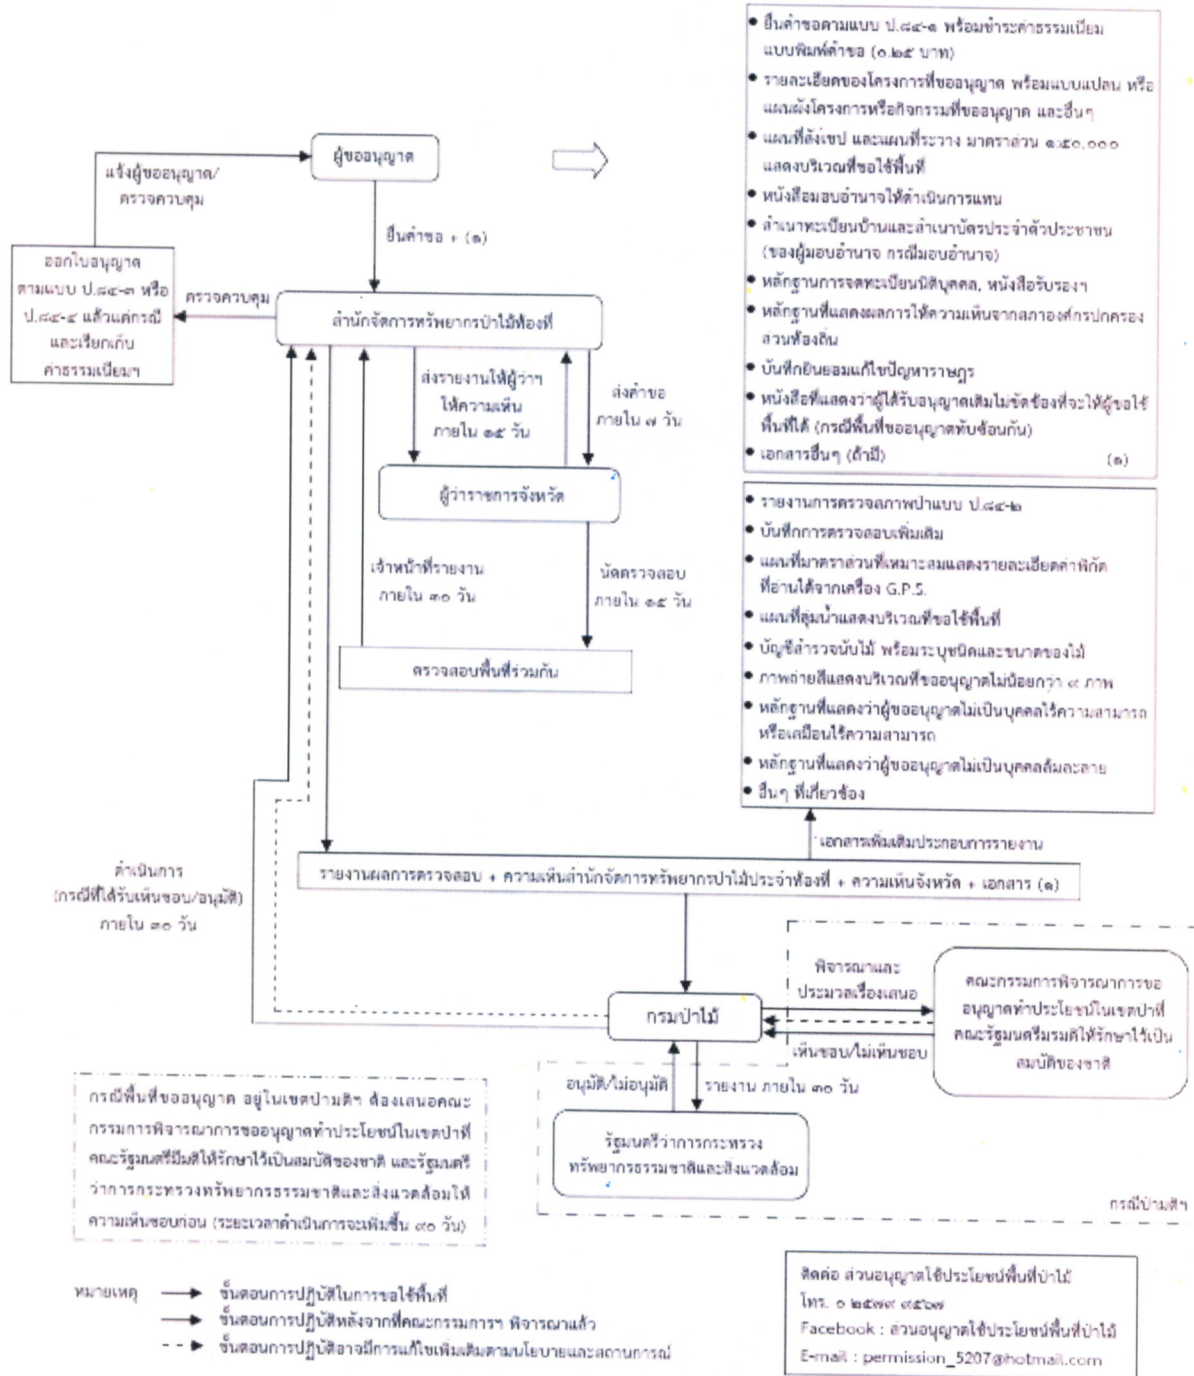 ผู้ขออนุญาต
แจ้งผู้ขออนุญาต/
ตรวจควบคุม
ยื่นคำขอ + (๑)
ออกใบอนุญาต
ตามแบบ ป.๘๔-๓ หรือ
ป.๘๔-๔ แล้วแต่กรณี
และเรียกเก็บ
ค่าธรรมเนียมฯ
ตรวจควบคุม
สำนักจัดการทรัพยากรป่าไม้ท้องที่
ส่งรายงานให้ผู้ว่าฯ
ให้ความเห็น
ภายใน ๑๕ วัน
ส่งคำขอ
ภายใน ๗ วัน
ผู้ว่าราชการจังหวัด
เจ้าหน้าที่รายงาน
ภายใน ๓๐ วัน
นัดตรวจสอบ
ภายใน ๑๕ วัน
ตรวจสอบพื้นที่ร่วมกัน
● ยื่นคำขอตามแบบ ป.๘๔-๑ พร้อมชำระค่าธรรมเนียม
แบบพิมพ์คำขอ (๐.๒๕ บาท)
● รายละเอียดของโครงการที่ขออนุญาต พร้อมแบบแปลน หรือ
แผนผังโครงการหรือกิจกรรมที่ขออนุญาต และอื่นๆ
● แผนที่สังเขป และแผนที่ระวาง มาตราส่วน ๑:๕๐,๐๐๐
แสดงบริเวณที่ขอใช้พื้นที่
● หนังสือมอบอำนาจให้ดำเนินการแทน
● สำเนาทะเบียนบ้านและสำเนาบัตรประจำตัวประชาชน
(ของผู้มอบอำนาจ กรณีมอบอำนาจ)
● หลักฐานการจดทะเบียนนิติบุคคล, หนังสือรับรองฯ
● หลักฐานที่แสดงผลการให้ความเห็นจากสภาองค์กรปกครอง
ส่วนท้องถิ่น
● บันทึกยินยอมแก้ไขปัญหาราษฎร
● หนังสือที่แสดงว่าผู้ได้รับอนุญาตเดิมไม่ขัดข้องที่จะให้ผู้ขอใช้
พื้นที่ได้ (กรณีพื้นที่ขออนุญาตทับซ้อนกัน)
● เอกสารอื่นๆ (ถ้ามี) (๑)
● รายงานการตรวจสภาพป่าแบบ ป.๘๔-๒
● บันทึกการตรวจสอบเพิ่มเติม
● แผนที่มาตราส่วนที่เหมาะสมแสดงรายละเอียดค่าพิกัด
ที่อ่านได้จากเครื่อง G.P.S.
● แผนที่ลุ่มน้ำแสดงบริเวณที่ขอใช้พื้นที่
● บัญชีสำรวจนับไม้ พร้อมระบุชนิดและขนาดของไม้
● ภาพถ่ายสีแสดงบริเวณที่ขออนุญาตไม่น้อยกว่า ๙ ภาพ
● หลักฐานที่แสดงว่าผู้ขออนุญาตไม่เป็นบุคคลไร้ความสามารถ
หรือเสมือนไร้ความสามารถ
● หลักฐานที่แสดงว่าผู้ขออนุญาตไม่เป็นบุคคลล้มละลาย
● อื่นๆ ที่เกี่ยวข้อง
เอกสารเพิ่มเติมประกอบการรายงาน
รายงานผลการตรวจสอบ + ความเห็นสำนักจัดการทรัพยากรป่าไม้ประจำท้องที่ + ความเห็นจังหวัด + เอกสาร (๑)
ดำเนินการ
(กรณีที่ได้รับเห็นชอบ/อนุมัติ)
ภายใน ๓๐ วัน
กรมป่าไม้
พิจารณาและ
ประมวลเรื่องเสนอ
เห็นชอบ/ไม่เห็นชอบ
คณะกรรมการพิจารณาการขอ
อนุญาตทำประโยชน์ในเขตป่าที่
คณะรัฐมนตรีมรมติให้รักษาไว้เป็น
สมบัติของชาติ
อนุมัติ/ไม่อนุมัติ
รายงาน ภายใน ๓๐ วัน
รัฐมนตรีว่าการกระทรวง
ทรัพยากรธรรมชาติและสิ่งแวดล้อม
กรณีป่ามติฯ
กรณีพื้นที่ขออนุญาต อยู่ในเขตป่ามติฯ ต้องเสนอคณะ
กรรมการพิจารณาการขออนุญาตทำประโยชน์ในเขตป่าที่
คณะรัฐมนตรีมีมติให้รักษาไว้เป็นสมบัติของชาติ และรัฐมนตรี
ว่าการกระทรวงทรัพยากรธรรมชาติและสิ่งแวดล้อมให้
ความเห็นชอบก่อน (ระยะเวลาดำเนินการจะเพิ่มขึ้น ๙๐ วัน)
หมายเหตุ ขั้นตอนการปฏิบัติในการขอใช้พื้นที่
ขั้นตอนการปฏิบัติหลังจากที่คณะกรรมการฯ พิจารณาแล้ว
ขั้นตอนการปฏิบัติอาจมีการแก้ไขเพิ่มเติมตามนโยบายและสถานการณ์
ติดต่อ ส่วนอนุญาตใช้ประโยชน์พื้นที่ป่าไม้
โทร.
Facebook : ส่วนอนุญาตใช้ประโยชน์พื้นที่ป่าไม้
E-mail : permission_5207@hotmail.com